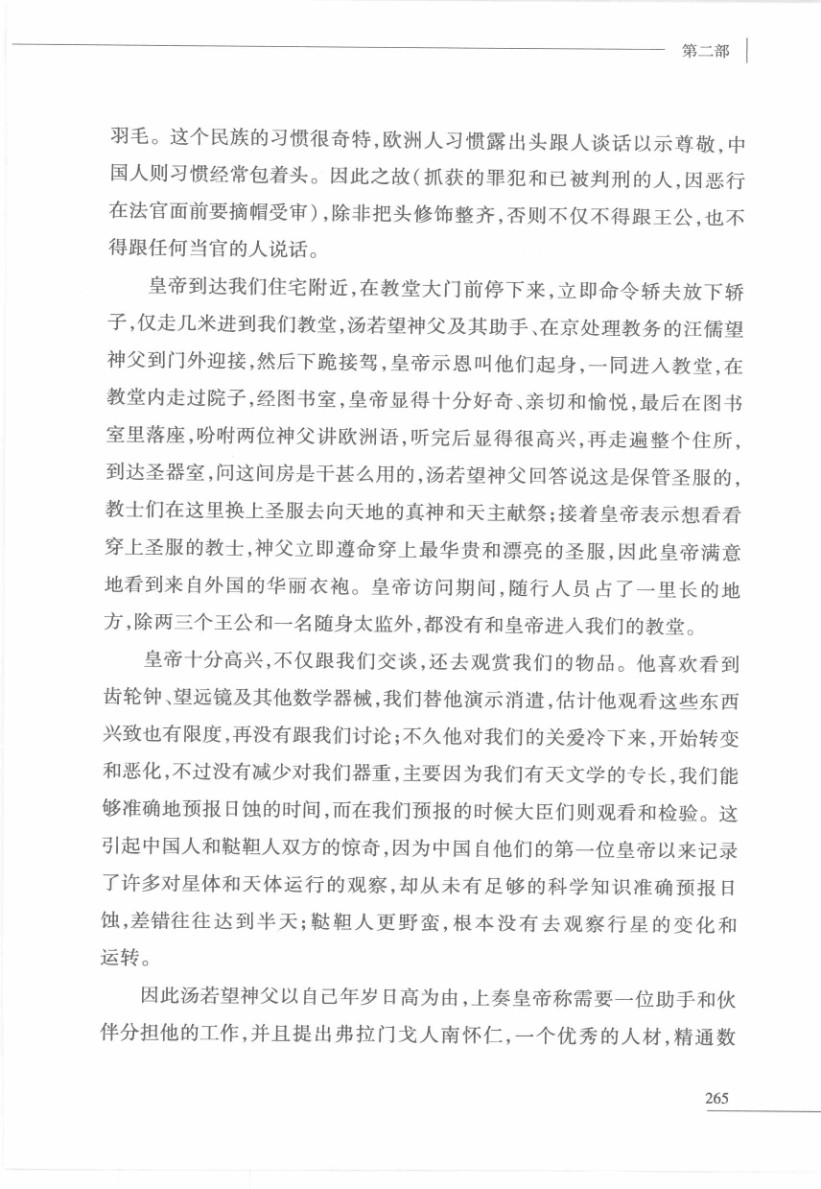 第二部
羽毛。这个民族的习惯很奇特,欧洲人习惯露出头跟人谈话以示尊敬,中
国人则习惯经常包着头。因此之故(抓获的罪犯和已被判刑的人,因恶行
在法官面前要摘帽受审),除非把头修饰整齐,否则不仅不得跟王公,也不
得跟任何当官的人说话。
皇帝到达我们住宅附近,在教堂大门前停下来,立即命令轿夫放下轿
子,仅走几米进到我们教堂,汤若望神父及其助手、在京处理教务的汪儒望
神父到门外迎接,然后下跪接驾,皇帝示恩叫他们起身,一同进入教堂,在
教堂内走过院子,经图书室,皇帝显得十分好奇、亲切和愉悦,最后在图书
室里落座,吩咐两位神父讲欧洲语,听完后显得很高兴,再走遍整个住所,
到达圣器室,问这间房是干甚么用的,汤若望神父回答说这是保管圣服的,
教士们在这里换上圣服去向天地的真神和天主献祭;接着皇帝表示想看看
穿上圣服的教士,神父立即遵命穿上最华贵和漂亮的圣服,因此皇帝满意
地看到来自外国的华丽衣袍。皇帝访问期间,随行人员占了一里长的地
方,除两三个王公和一名随身太监外,都没有和皇帝进入我们的教堂。
皇帝十分高兴,不仅跟我们交谈,还去观赏我们的物品。他喜欢看到
齿轮钟、望远镜及其他数学器械,我们替他演示消遣,估计他观看这些东西
兴致也有限度,再没有跟我们讨论;不久他对我们的关爱冷下来,开始转变
和恶化,不过没有减少对我们器重,主要因为我们有天文学的专长,我们能
够准确地预报日蚀的时间,而在我们预报的时候大臣们则观看和检验。这
引起中国人和鞑靼人双方的惊奇,因为中国自他们的第一位皇帝以来记录
了许多对星体和天体运行的观察,却从未有足够的科学知识准确预报日
蚀,差错往往达到半天;鞑靼人更野蛮,根本没有去观察行星的变化和
运转。
因此汤若望神父以自己年岁日高为由,上奏皇帝称需要一位助手和伙
伴分担他的工作,并且提出弗拉门戈人南怀仁,一个优秀的人材,精通数
265